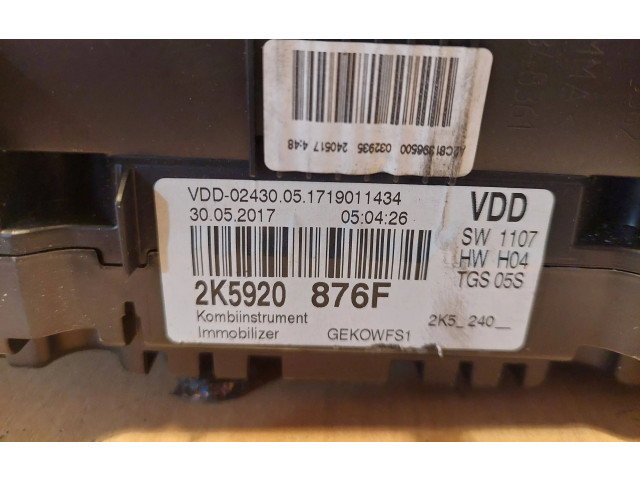 032935 240517 4:48
VDD-02430.05.1719011434
30.05.2017 05:04:26
VDD
SW 1107
HW H04
TGS 05S
2K5920 876F
Kombiinstrument
Immobilizer GEKOWFS1
2K5_240__